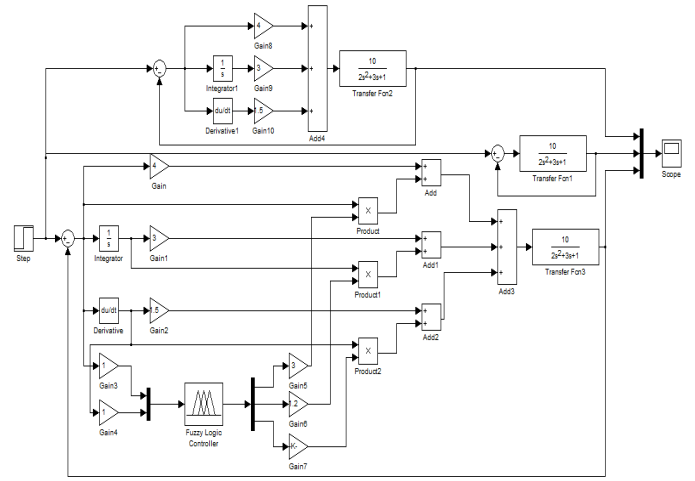 4
Gain8
1
s
Integrator1
3
Gain9
du/dt
Derivative1
1.5
Gain10
Add4
10
2s²+3s+1
Transfer Fcn2
10
2s²+3s+1
Transfer Fcn1
Scope
4
Gain
Add
X
Product
Step
1
s
Integrator
3
Gain1
Add1
X
Product1
10
2s²+3s+1
Transfer Fcn3
Add3
du/dt
Derivative
1.5
Gain2
Add2
X
Product2
1
Gain3
1
Gain4
Fuzzy Logic
Controller
3
Gain5
1.2
Gain6
-K-
Gain7